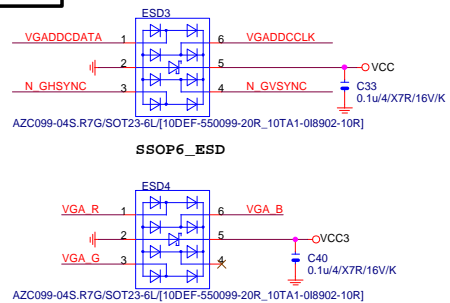 ESD3
VGADDCDATA 1 6 VGADDCCLK
2 5 VCC
N_GHSYNC 3 4 N_GVSYNC
C33
0.1u/4/X7R/16V/K
AZC099-04S.R7G/SOT23-6L/[10DEF-550099-20R_10TA1-0I8902-10R]
SSOP6_ESD
ESD4
VGA_R 1 6 VGA_B
2 5 VCC3
VGA_G 3 4
C40
0.1u/4/X7R/16V/K
AZC099-04S.R7G/SOT23-6L/[10DEF-550099-20R_10TA1-0I8902-10R]